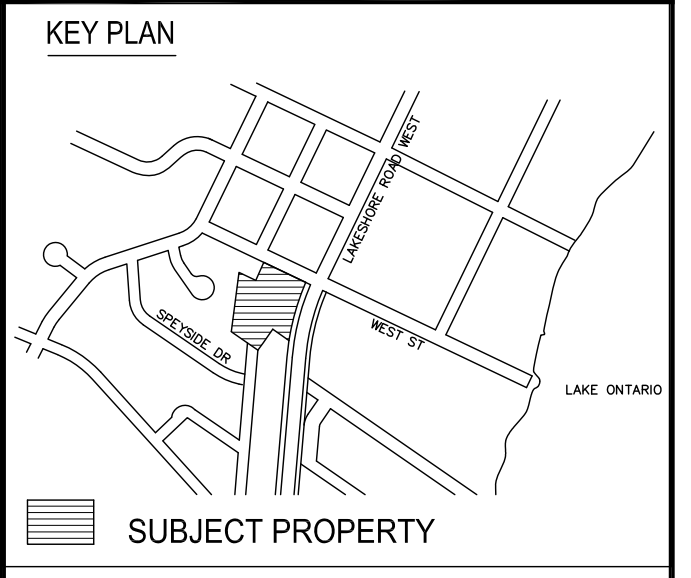 KEY PLAN
LAKESHORE ROAD WEST
SPEYSIDE DR
WEST ST
LAKE ONTARIO
SUBJECT PROPERTY